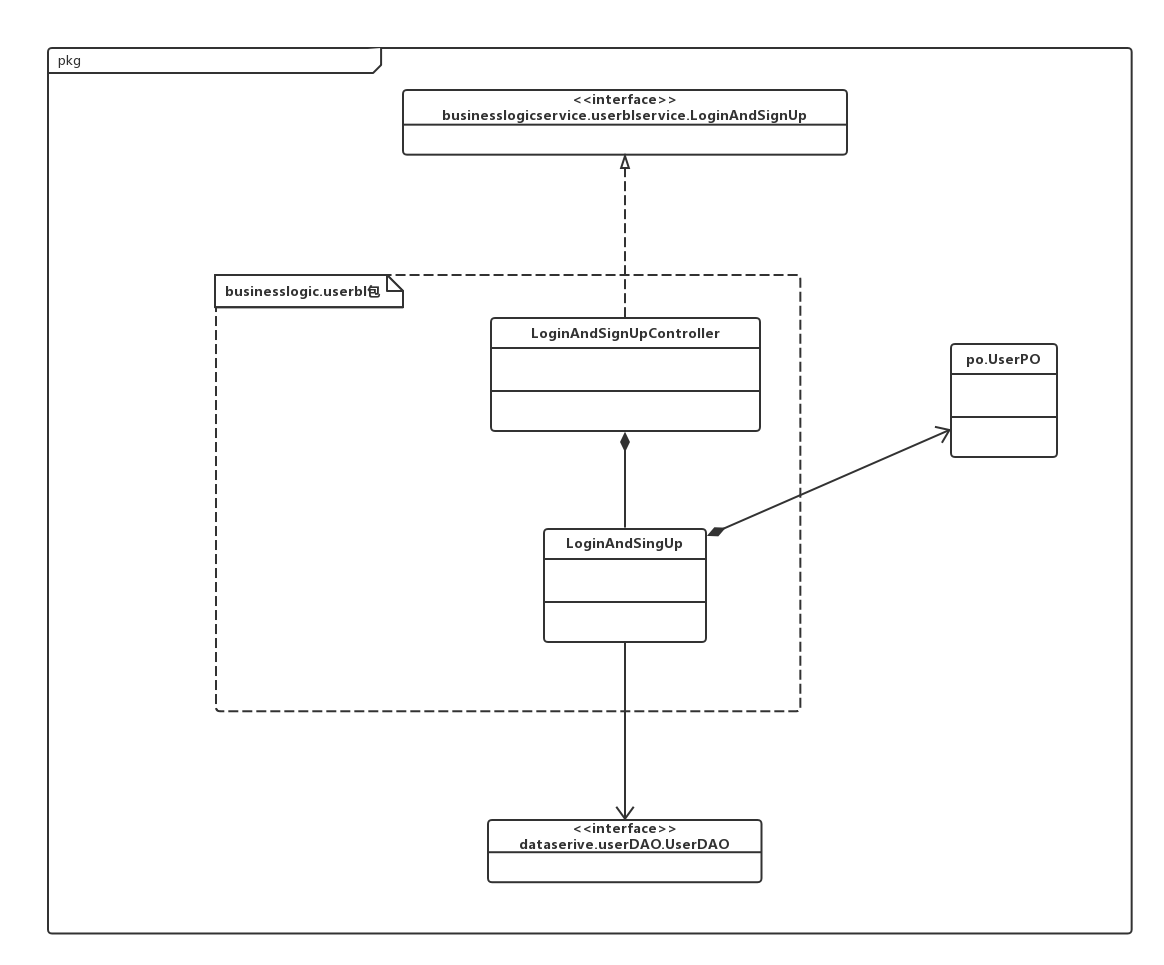 pkg
<<interface>>
businesslogicservice.userblservice.LoginAndSignUp
businesslogic.userbl包
LoginAndSignUpController
po.UserPO
LoginAndSingUp
<<interface>>
dataserive.userDAO.UserDAO